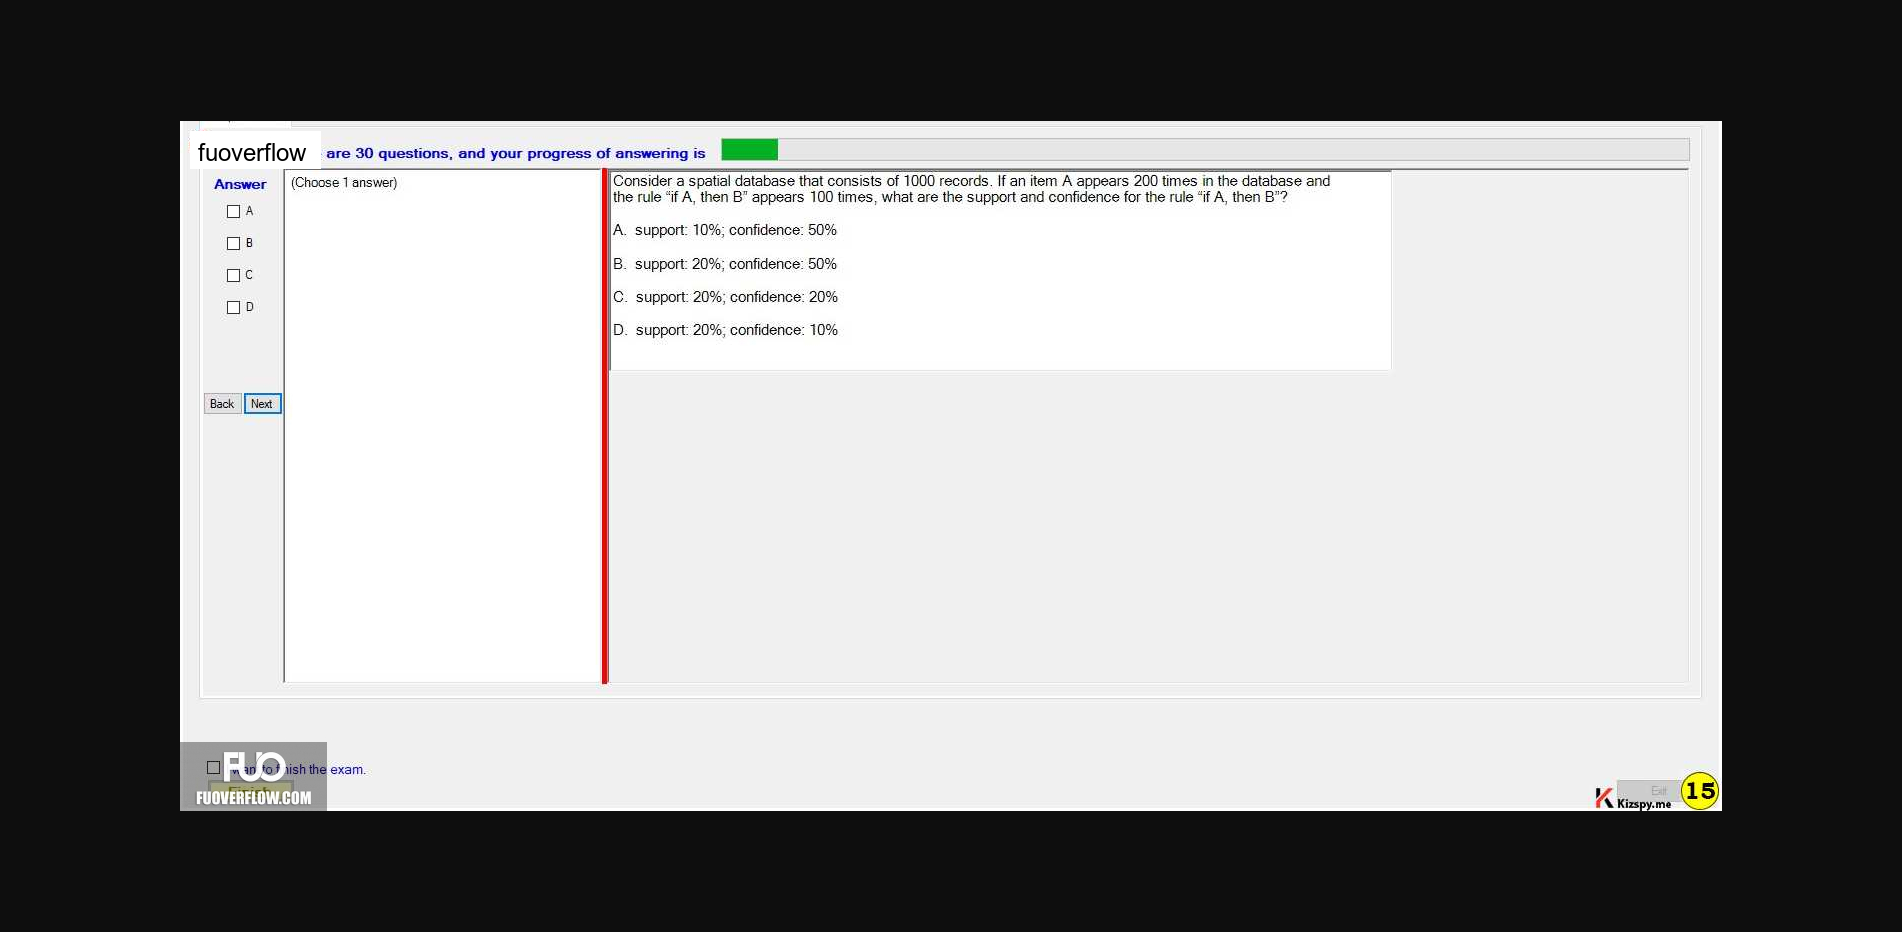 fuoverflow are 30 questions, and your progress of answering is
Answer
A
B
C
D
Back Next
(Choose 1 answer)
Consider a spatial database that consists of 1000 records. If an item A appears 200 times in the database and
the rule “if A, then B” appears 100 times, what are the support and confidence for the rule “if A, then B”?
A. support: 10%; confidence: 50%
B. support: 20%; confidence: 50%
C. support: 20%; confidence: 20%
D. support: 20%; confidence: 10%
FUO
want to finish the exam.
Finish
FUOVERFLOW.COM
Exit
Kizspy.me
15